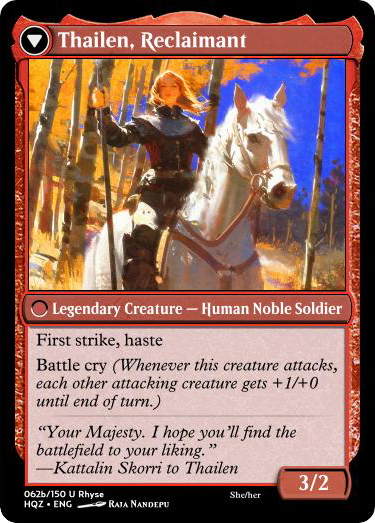 Thailen, Reclaimant
Legendary Creature — Human Noble Soldier
First strike, haste
Battle cry (Whenever this creature attacks,
each other attacking creature gets +1/+0
until end of turn.)
“Your Majesty. I hope you’ll find the
battlefield to your liking.”
—Kattalin Skorri to Thailen
3/2
062b/150 U Rhyse
She/her
HQZ • ENG Raja Nandepu